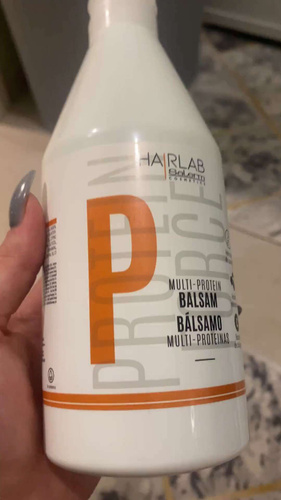 HAIRLAB
Salerm
COSMETICS
PROTEIN
FORCE
P
MULTI-PROTEIN
BALSAM
BÁLSAMO
MULTI-PROTEÍNAS